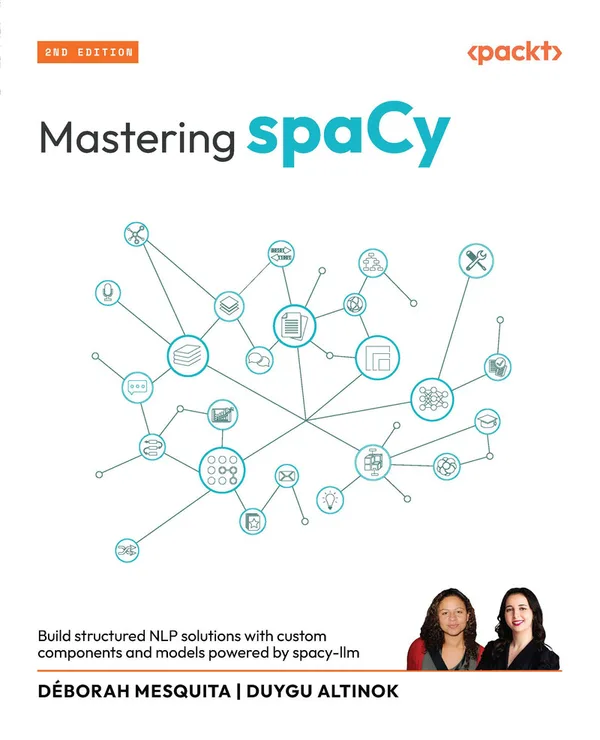 2ND EDITION
<packt>
Mastering spaCy
Build structured NLP solutions with custom
components and models powered by spacy-llm
DÉBORAH MESQUITA | DUYGU ALTINOK